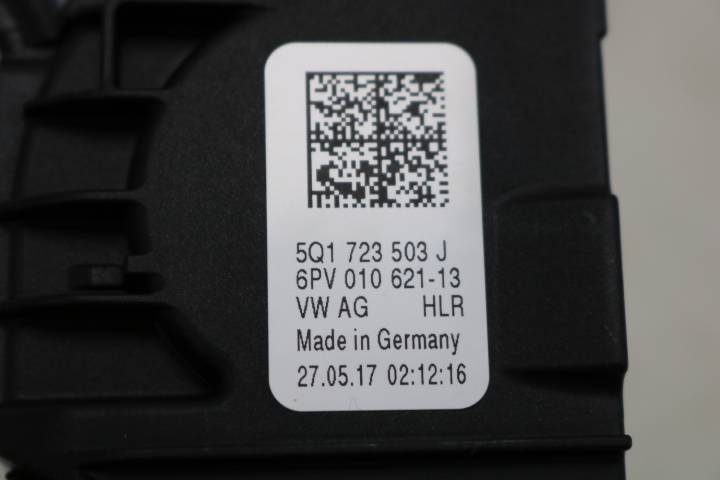 5Q1 723 503 J
6PV 010 621-13
VW AG HLR
Made in Germany
27.05.17 02:12:16